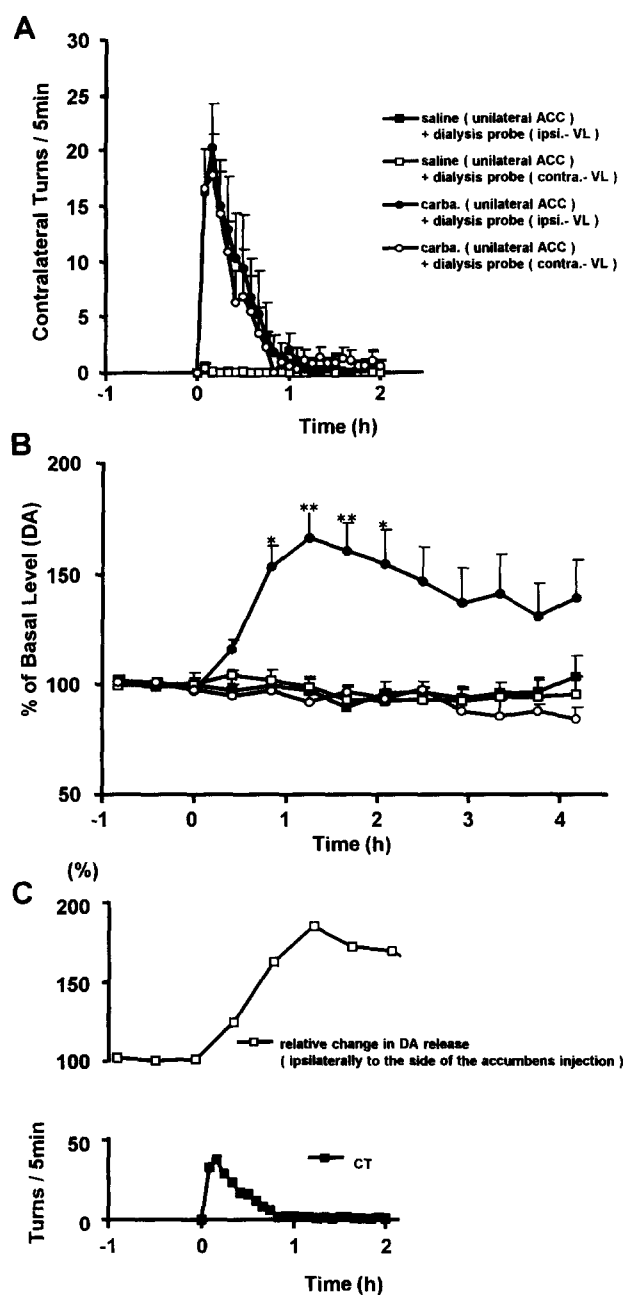 A
Contralateral Turns / 5min
30
25
20
15
10
5
0
-1
0
1
2
Time (h)
saline ( unilateral ACC )
+ dialysis probe ( ipsi.- VL )
saline ( unilateral ACC )
+ dialysis probe ( contra.- VL )
carba. ( unilateral ACC )
+ dialysis probe ( ipsi.- VL )
carba. ( unilateral ACC )
+ dialysis probe ( contra.- VL )
B
% of Basal Level (DA)
200
150
100
50
*
**
**
*
-1
0
1
2
3
4
Time (h)
C
(%)
200
150
100
relative change in DA release
( ipsilaterally to the side of the accumbens injection )
Turns / 5min
50
0
CT
-1
0
1
2
Time (h)